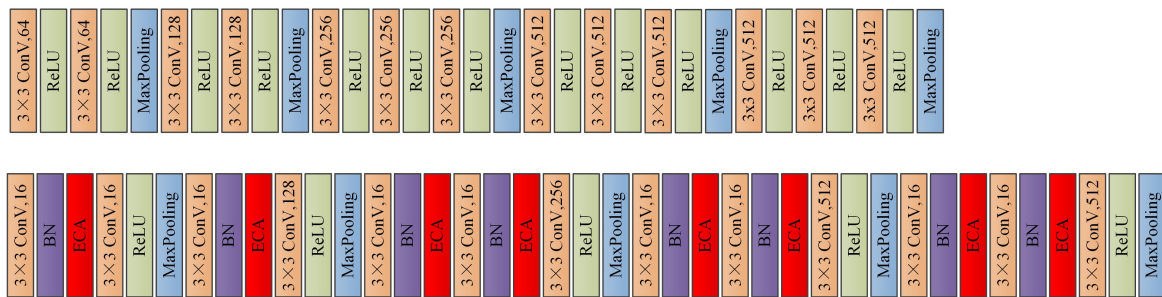 3×3 ConV,64
ReLU
3×3 ConV,64
ReLU
MaxPooling
3×3 ConV,128
ReLU
3×3 ConV,128
ReLU
MaxPooling
3×3 ConV,256
ReLU
3×3 ConV,256
ReLU
3×3 ConV,256
ReLU
MaxPooling
3×3 ConV,512
ReLU
3×3 ConV,512
ReLU
3×3 ConV,512
ReLU
MaxPooling
3x3 ConV,512
ReLU
3x3 ConV,512
ReLU
3x3 ConV,512
ReLU
MaxPooling
3×3 ConV,16
BN
ECA
3×3 ConV,16
ReLU
MaxPooling
3×3 ConV,16
BN
ECA
3×3 ConV,128
ReLU
MaxPooling
3×3 ConV,16
BN
ECA
3×3 ConV,16
BN
ECA
3×3 ConV,256
ReLU
MaxPooling
3×3 ConV,16
BN
ECA
3×3 ConV,16
BN
ECA
3×3 ConV,512
ReLU
MaxPooling
3×3 ConV,16
BN
ECA
3×3 ConV,16
BN
ECA
3×3 ConV,512
ReLU
MaxPooling